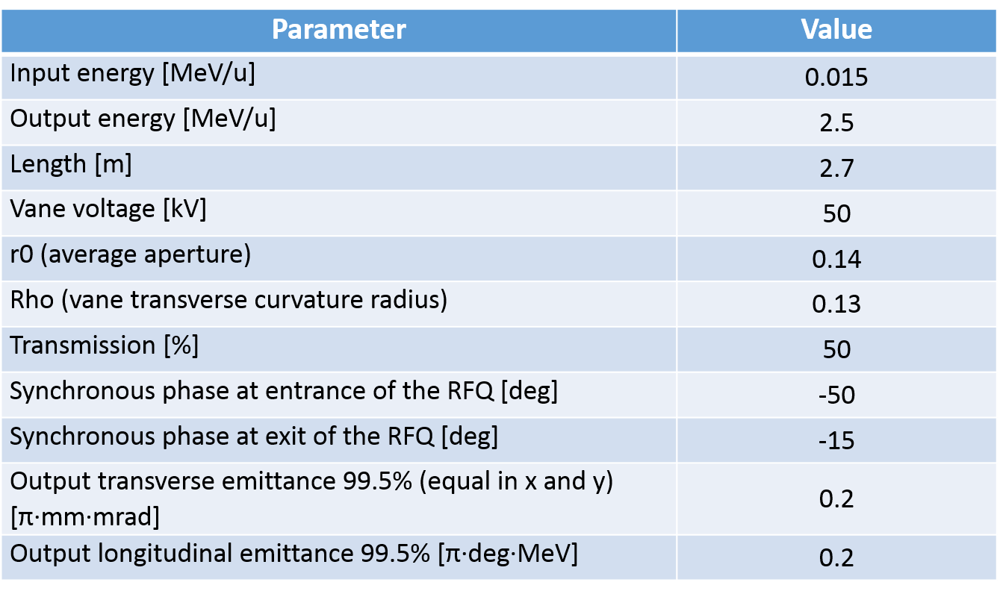 Parameter Value
Input energy [MeV/u] 0.015
Output energy [MeV/u] 2.5
Length [m] 2.7
Vane voltage [kV] 50
r0 (average aperture) 0.14
Rho (vane transverse curvature radius) 0.13
Transmission [%] 50
Synchronous phase at entrance of the RFQ [deg] -50
Synchronous phase at exit of the RFQ [deg] -15
Output transverse emittance 99.5% (equal in x and y)
[π·mm·mrad] 0.2
Output longitudinal emittance 99.5% [π·deg·MeV] 0.2